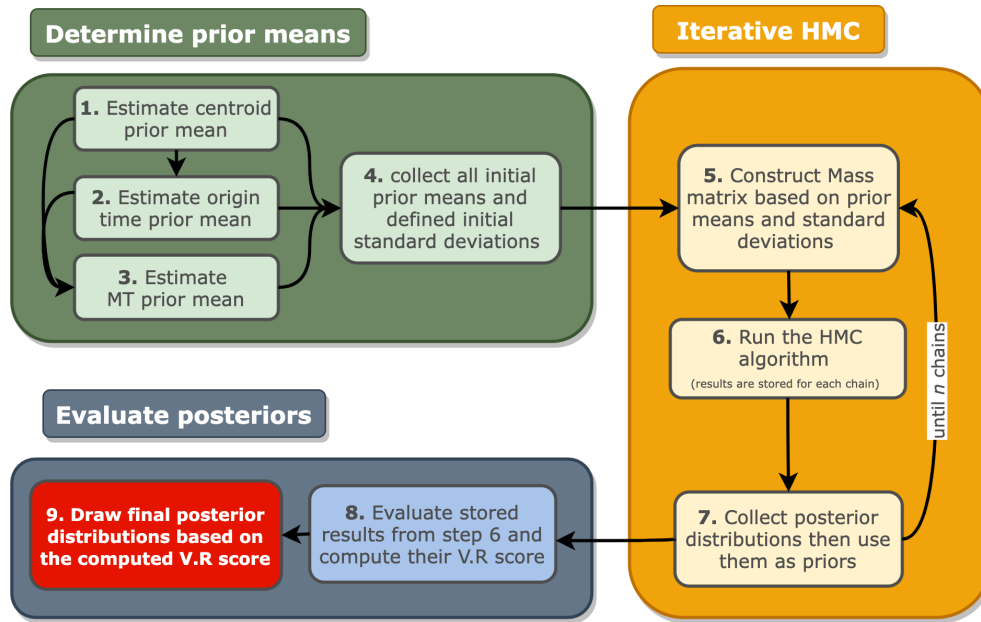 Determine prior means
1. Estimate centroid
prior mean
2. Estimate origin
time prior mean
3. Estimate
MT prior mean
4. collect all initial
prior means and
defined initial
standard deviations
Iterative HMC
5. Construct Mass
matrix based on prior
means and standard
deviations
6. Run the HMC
algorithm
(results are stored for each chain)
until n chains
7. Collect posterior
distributions then use
them as priors
Evaluate posteriors
8. Evaluate stored
results from step 6 and
compute their V.R score
9. Draw final posterior
distributions based on
the computed V.R score